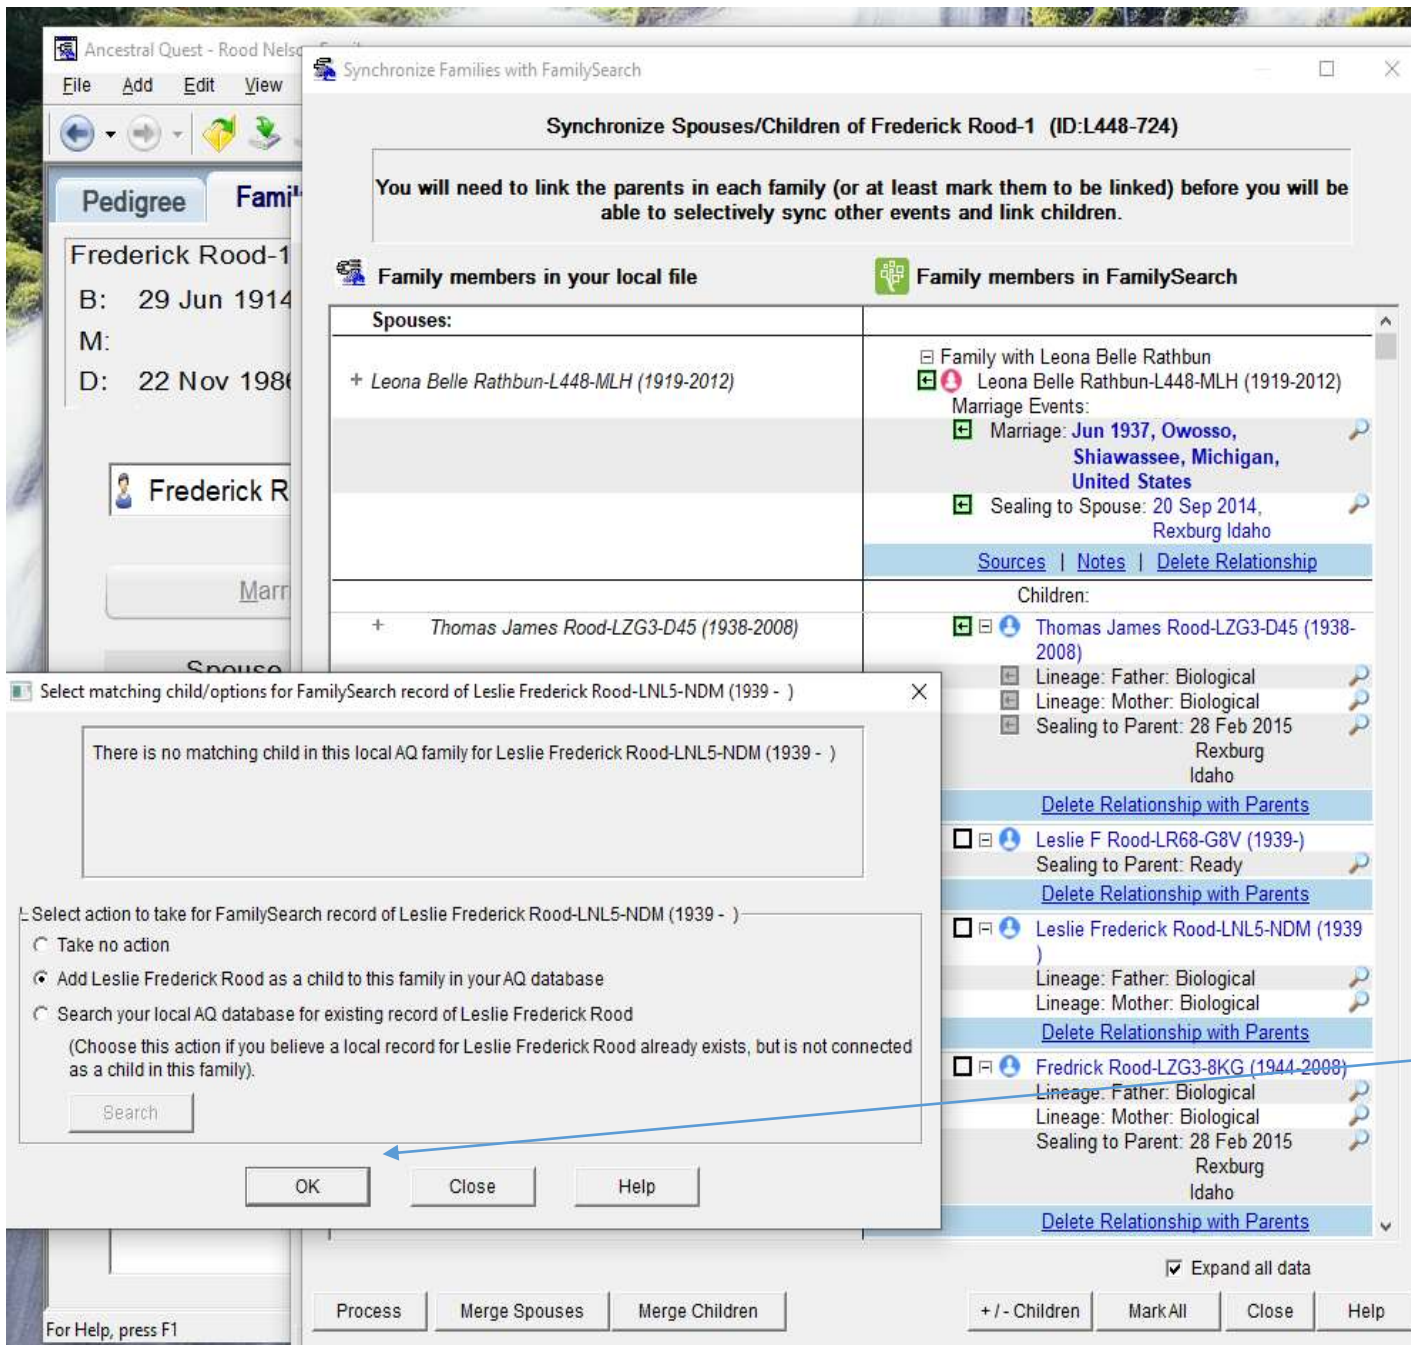 Ancestral Quest - Rood Nelso
File Add Edit View
Pedigree Fami
Frederick Rood-1
B: 29 Jun 1914
M:
D: 22 Nov 198
Frederick R
Marr
Spouse
For Help, press F1
Synchronize Families with FamilySearch
Synchronize Spouses/Children of Frederick Rood-1 (ID:L448-724)
You will need to link the parents in each family (or at least mark them to be linked) before you will be
able to selectively sync other events and link children.
Family members in your local file
Family members in FamilySearch
Spouses:
+ Leona Belle Rathbun-L448-MLH (1919-2012)
Family with Leona Belle Rathbun
Leona Belle Rathbun-L448-MLH (1919-2012)
Marriage Events:
Marriage: Jun 1937, Owosso,
Shiawassee, Michigan,
United States
Sealing to Spouse: 20 Sep 2014,
Rexburg Idaho
Sources | Notes | Delete Relationship
Children:
+ Thomas James Rood-LZG3-D45 (1938-2008)
Thomas James Rood-LZG3-D45 (1938-
2008)
Lineage: Father: Biological
Lineage: Mother: Biological
Sealing to Parent: 28 Feb 2015
Rexburg
Idaho
Delete Relationship with Parents
Leslie F Rood-LR68-G8V (1939-)
Sealing to Parent: Ready
Delete Relationship with Parents
Leslie Frederick Rood-LNL5-NDM (1939
)
Lineage: Father: Biological
Lineage: Mother: Biological
Delete Relationship with Parents
Fredrick Rood-LZG3-8KG (1944-2008)
Lineage: Father: Biological
Lineage: Mother: Biological
Sealing to Parent: 28 Feb 2015
Rexburg
Idaho
Delete Relationship with Parents
Expand all data
Process Merge Spouses Merge Children + / - Children Mark All Close Help
Select matching child/options for FamilySearch record of Leslie Frederick Rood-LNL5-NDM (1939 - )
There is no matching child in this local AQ family for Leslie Frederick Rood-LNL5-NDM (1939 - )
Select action to take for FamilySearch record of Leslie Frederick Rood-LNL5-NDM (1939 - )
Take no action
Add Leslie Frederick Rood as a child to this family in your AQ database
Search your local AQ database for existing record of Leslie Frederick Rood
(Choose this action if you believe a local record for Leslie Frederick Rood already exists, but is not connected
as a child in this family).
Search
OK Close Help